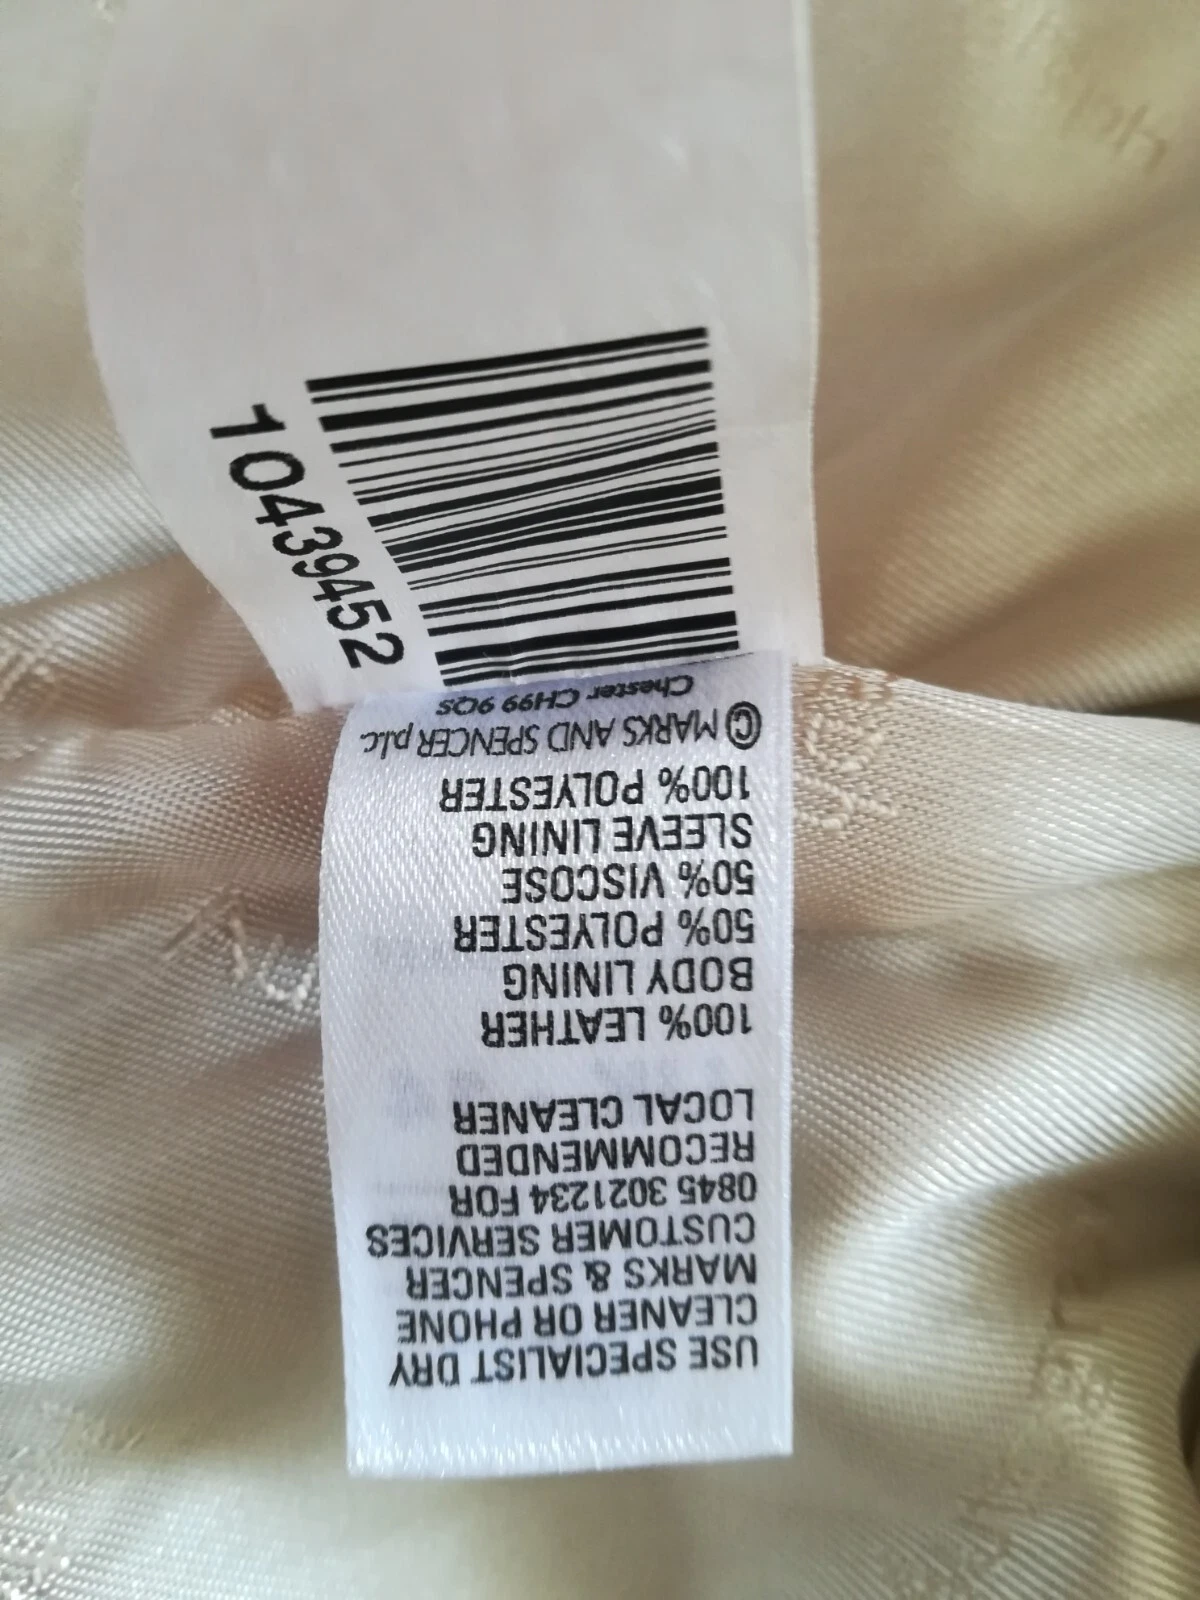 USE SPECIALIST DRY
CLEANER OR PHONE
MARKS & SPENCER
CUSTOMER SERVICES
0845 3021234 FOR
RECOMMENDED
LOCAL CLEANER
100% LEATHER
BODY LINING
50% POLYESTER
50% VISCOSE
SLEEVE LINING
100% POLYESTER
© MARKS AND SPENCER p.l.c.
Chester CH99 9QS
10439452